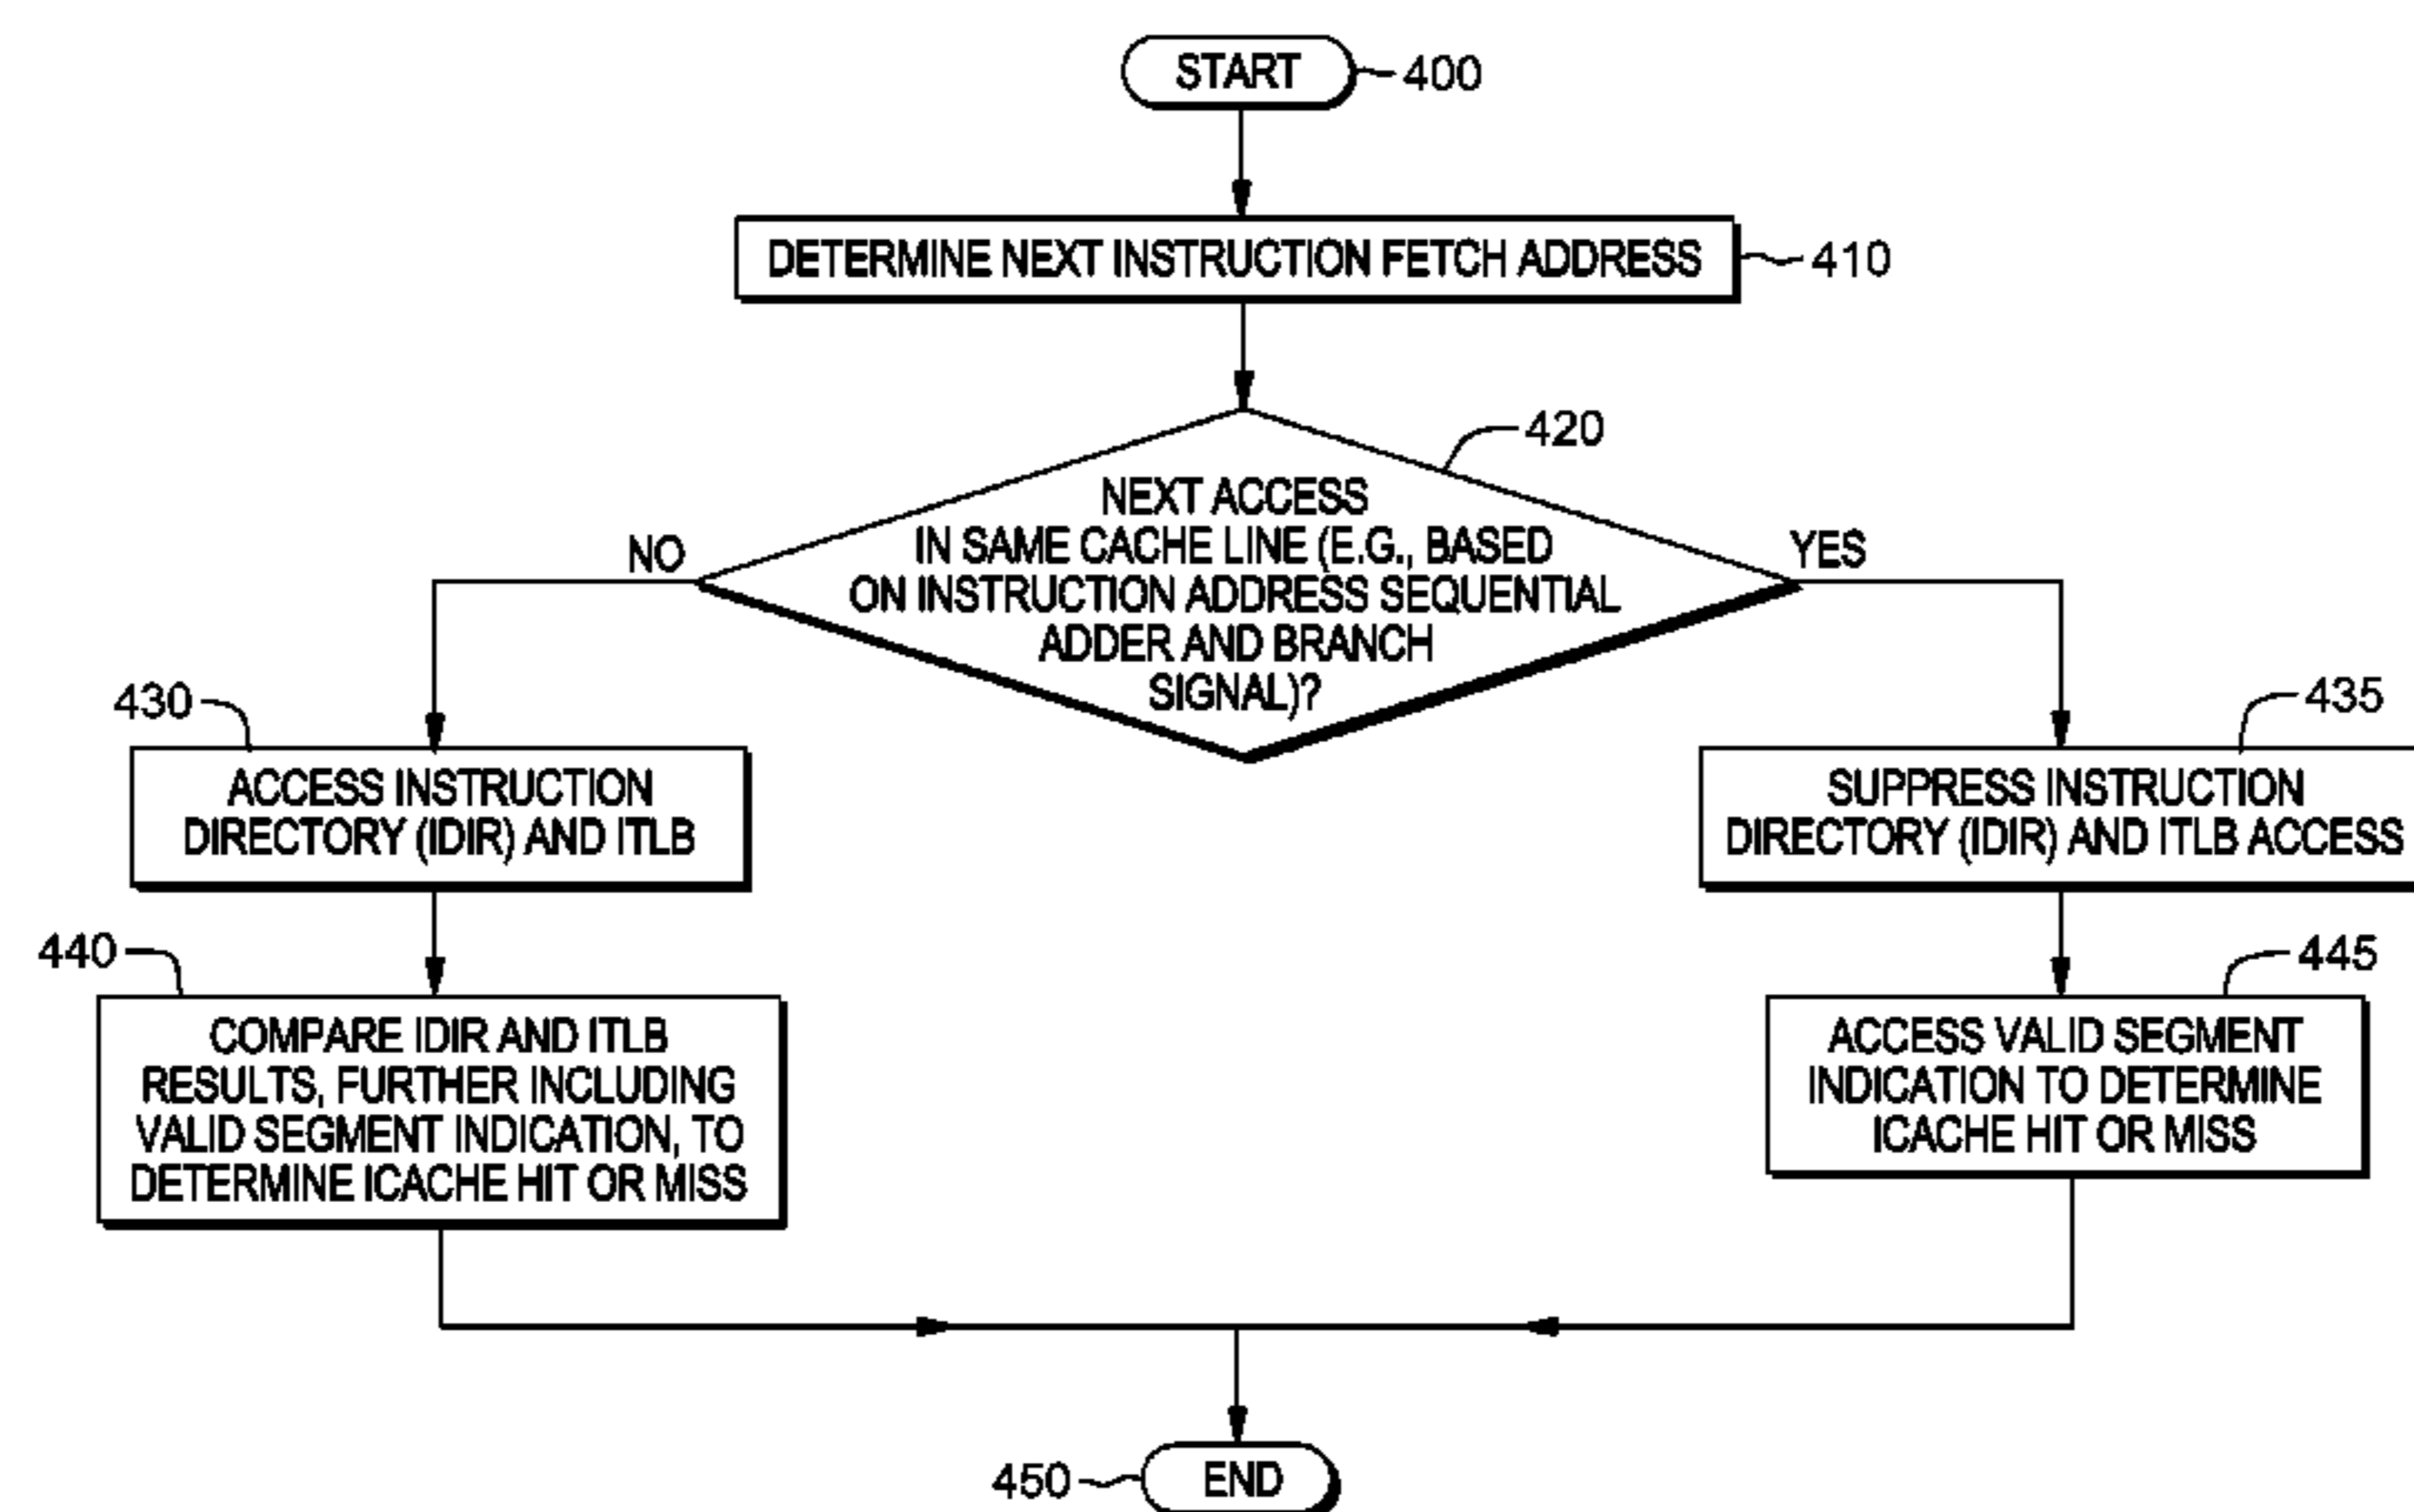 START
400
DETERMINE NEXT INSTRUCTION FETCH ADDRESS
410
420
NEXT ACCESS
IN SAME CACHE LINE (E.G., BASED
ON INSTRUCTION ADDRESS SEQUENTIAL
ADDER AND BRANCH
SIGNAL)?
NO
YES
430
ACCESS INSTRUCTION
DIRECTORY (IDIR) AND ITLB
435
SUPPRESS INSTRUCTION
DIRECTORY (IDIR) AND ITLB ACCESS
440
COMPARE IDIR AND ITLB
RESULTS, FURTHER INCLUDING
VALID SEGMENT INDICATION, TO
DETERMINE ICACHE HIT OR MISS
445
ACCESS VALID SEGMENT
INDICATION TO DETERMINE
ICACHE HIT OR MISS
450
END